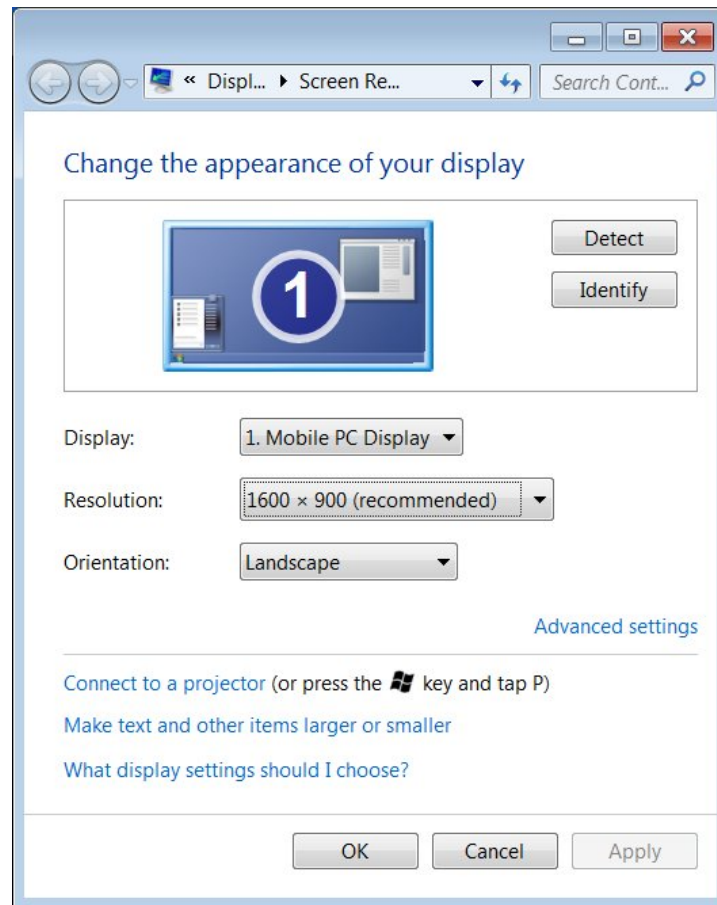 « Displ... Screen Re... Search Cont...
Change the appearance of your display
1
Detect
Identify
Display: 1. Mobile PC Display
Resolution: 1600 × 900 (recommended)
Orientation: Landscape
Advanced settings
Connect to a projector (or press the key and tap P)
Make text and other items larger or smaller
What display settings should I choose?
OK Cancel Apply